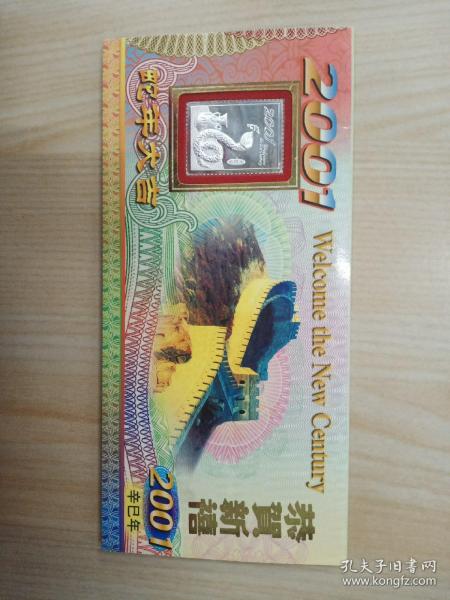 2001
Welcome the New Century
蛇年大吉
2001
恭賀新禧
2001
辛巳年
孔夫子旧书网
www.kongfz.com